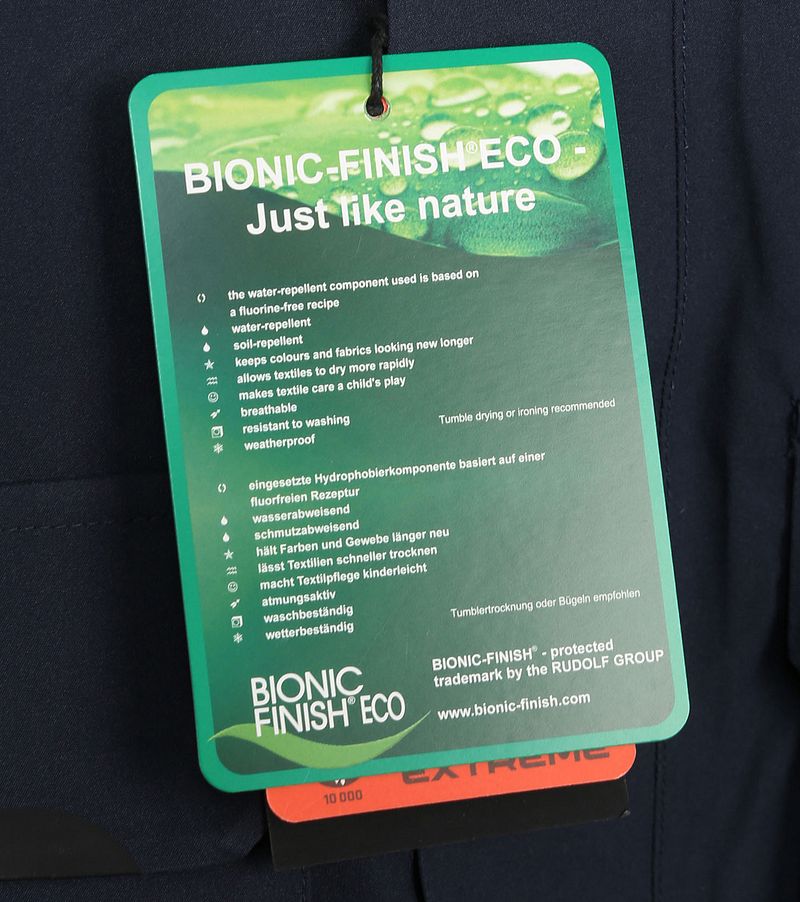 BIONIC-FINISH®ECO -
Just like nature
the water-repellent component used is based on
a fluorine-free recipe
water-repellent
soil-repellent
keeps colours and fabrics looking new longer
allows textiles to dry more rapidly
makes textile care a child's play
breathable
resistant to washing
weatherproof
Tumble drying or ironing recommended
eingesetzte Hydrophobierkomponente basiert auf einer
fluorfreien Rezeptur
wasserabweisend
schmutzabweisend
hält Farben und Gewebe länger neu
lässt Textilien schneller trocknen
macht Textilpflege kinderleicht
atmungsaktiv
waschbeständig
wetterbeständig
Tumblertrocknung oder Bügeln empfohlen
BIONIC
FINISH® ECO
BIONIC-FINISH® - protected
trademark by the RUDOLF GROUP
www.bionic-finish.com
EXTREME
10 000